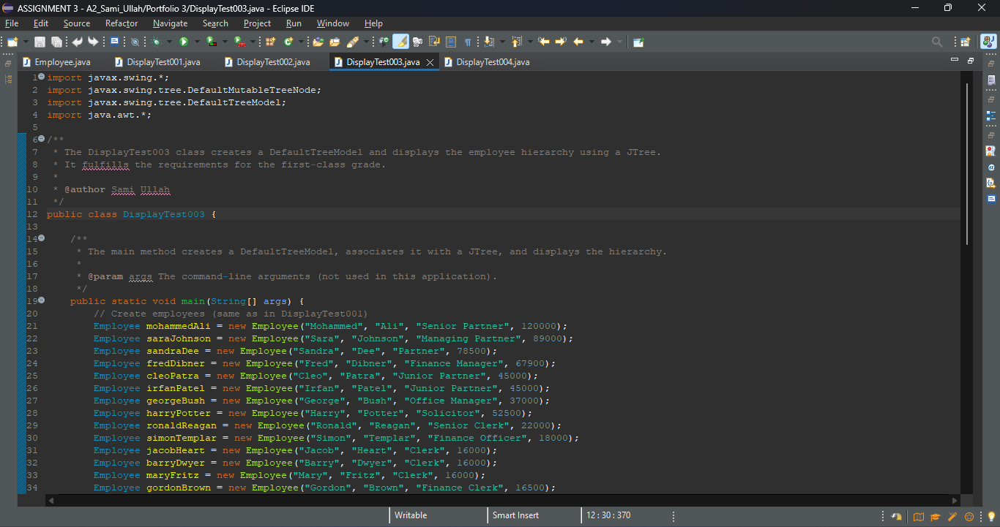 ASSIGNMENT 3 - A2_Sami_Ullah/Portfolio 3/DisplayTest003.java - Eclipse IDE
File Edit Source Refactor Navigate Search Project Run Window Help
Employee.java DisplayTest001.java DisplayTest002.java DisplayTest003.java DisplayTest004.java
1 import javax.swing.*;
2 import javax.swing.tree.DefaultMutableTreeNode;
3 import javax.swing.tree.DefaultTreeModel;
4 import java.awt.*;
5
6 /**
7 * The DisplayTest003 class creates a DefaultTreeModel and displays the employee hierarchy using a JTree.
8 * It fulfills the requirements for the first-class grade.
9 *
10 * @author Sami Ullah
11 */
12 public class DisplayTest003 {
13
14 /**
15 * The main method creates a DefaultTreeModel, associates it with a JTree, and displays the hierarchy.
16 *
17 * @param args The command-line arguments (not used in this application).
18 */
19 public static void main(String[] args) {
20 // Create employees (same as in DisplayTest001)
21 Employee mohammedAli = new Employee("Mohammed", "Ali", "Senior Partner", 120000);
22 Employee saraJohnson = new Employee("Sara", "Johnson", "Managing Partner", 89000);
23 Employee sandraDee = new Employee("Sandra", "Dee", "Partner", 78500);
24 Employee fredDibner = new Employee("Fred", "Dibner", "Finance Manager", 67900);
25 Employee cleoPatra = new Employee("Cleo", "Patra", "Junior Partner", 45000);
26 Employee irfanPatel = new Employee("Irfan", "Patel", "Junior Partner", 45000);
27 Employee georgeBush = new Employee("George", "Bush", "Office Manager", 37000);
28 Employee harryPotter = new Employee("Harry", "Potter", "Solicitor", 52500);
29 Employee ronaldReagan = new Employee("Ronald", "Reagan", "Senior Clerk", 22000);
30 Employee simonTemplar = new Employee("Simon", "Templar", "Finance Officer", 18000);
31 Employee jacobHeart = new Employee("Jacob", "Heart", "Clerk", 16000);
32 Employee barryDwyer = new Employee("Barry", "Dwyer", "Clerk", 16000);
33 Employee maryFritz = new Employee("Mary", "Fritz", "Clerk", 16000);
34 Employee gordonBrown = new Employee("Gordon", "Brown", "Finance Clerk", 16500);
Writable Smart Insert 12 : 30 : 370